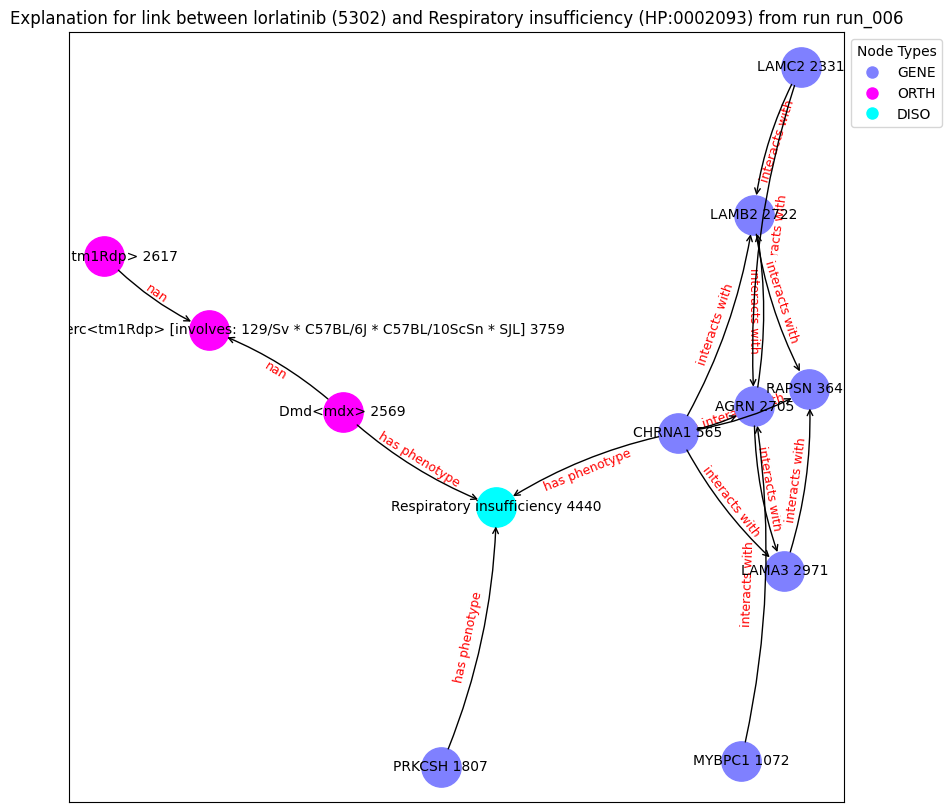 Explanation for link between lorlatinib (5302) and Respiratory insufficiency (HP:0002093) from run run_006
Node Types
GENE
ORTH
DISO
LAMC2 2331
interacts with
LAMB2 2722
interacts with
tm1Rdp> 2617
nan
interacts with
interacts with
interacts with
erc<tm1Rdp> [involves: 129/Sv * C57BL/6J * C57BL/10ScSn * SJL] 3759
nan
RAPSN 364
Dmd<mdx> 2569
AGRN 2705
interacts with
CHRNA1 565
has phenotype
has phenotype
interacts with
interacts with
interacts with
Respiratory insufficiency 4440
LAMA3 2971
interacts with
has phenotype
MYBPC1 1072
PRKCSH 1807